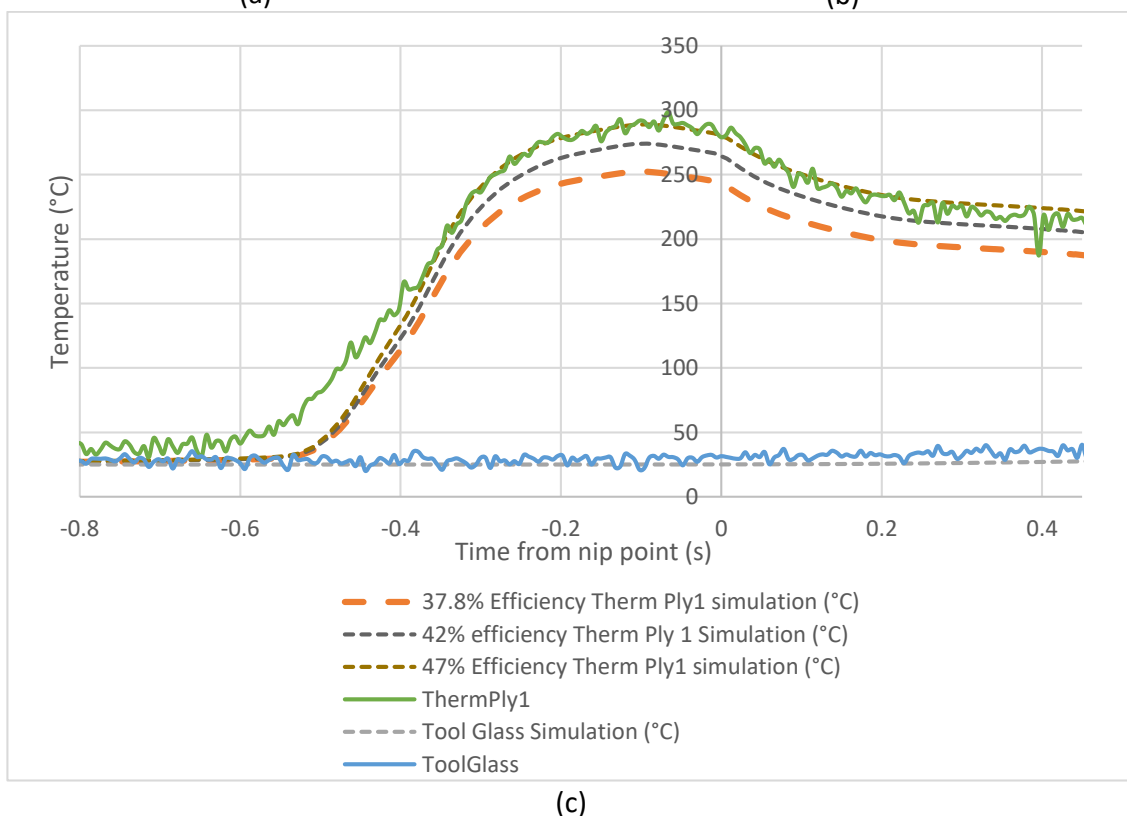 (a)
(b)
350
300
250
200
150
100
50
0
Temperature (°C)
-0.8
-0.6
-0.4
-0.2
0
0.2
0.4
Time from nip point (s)
37.8% Efficiency Therm Ply1 simulation (°C)
42% efficiency Therm Ply 1 Simulation (°C)
47% Efficiency Therm Ply1 simulation (°C)
ThermPly1
Tool Glass Simulation (°C)
ToolGlass
(c)